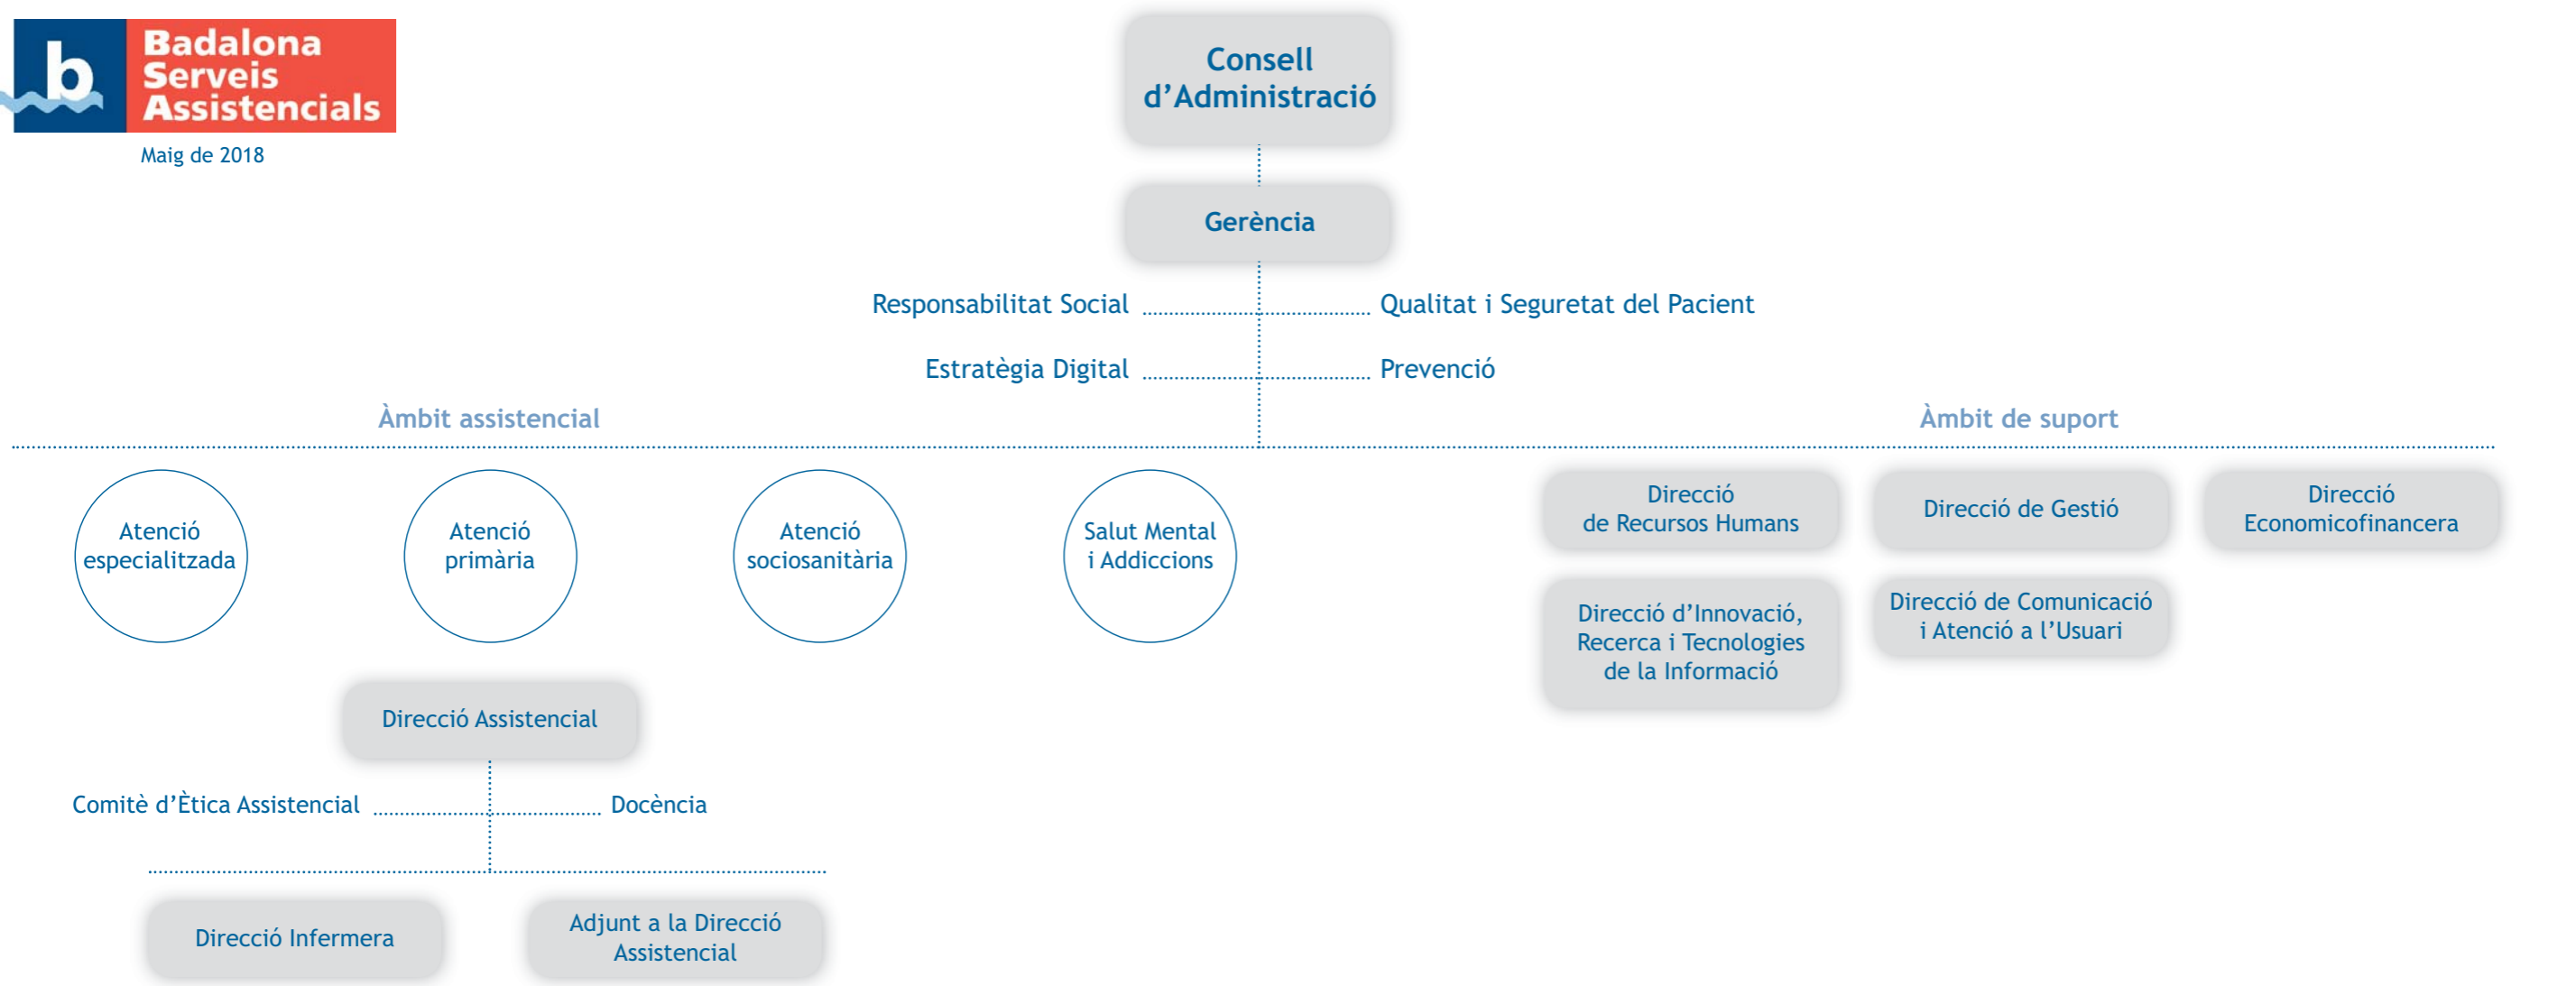 b
Badalona
Serveis
Assistencials
Maig de 2018
Consell
d’Administració
Gerència
Responsabilitat Social
Qualitat i Seguretat del Pacient
Estratègia Digital
Prevenció
Àmbit assistencial
Àmbit de suport
Atenció
especialitzada
Atenció
primària
Atenció
sociosanitària
Salut Mental
i Addiccions
Direcció
de Recursos Humans
Direcció de Gestió
Direcció
Economicofinancera
Direcció d’Innovació,
Recerca i Tecnologies
de la Informació
Direcció de Comunicació
i Atenció a l’Usuari
Direcció Assistencial
Comitè d’Ètica Assistencial
Docència
Direcció Infermera
Adjunt a la Direcció
Assistencial